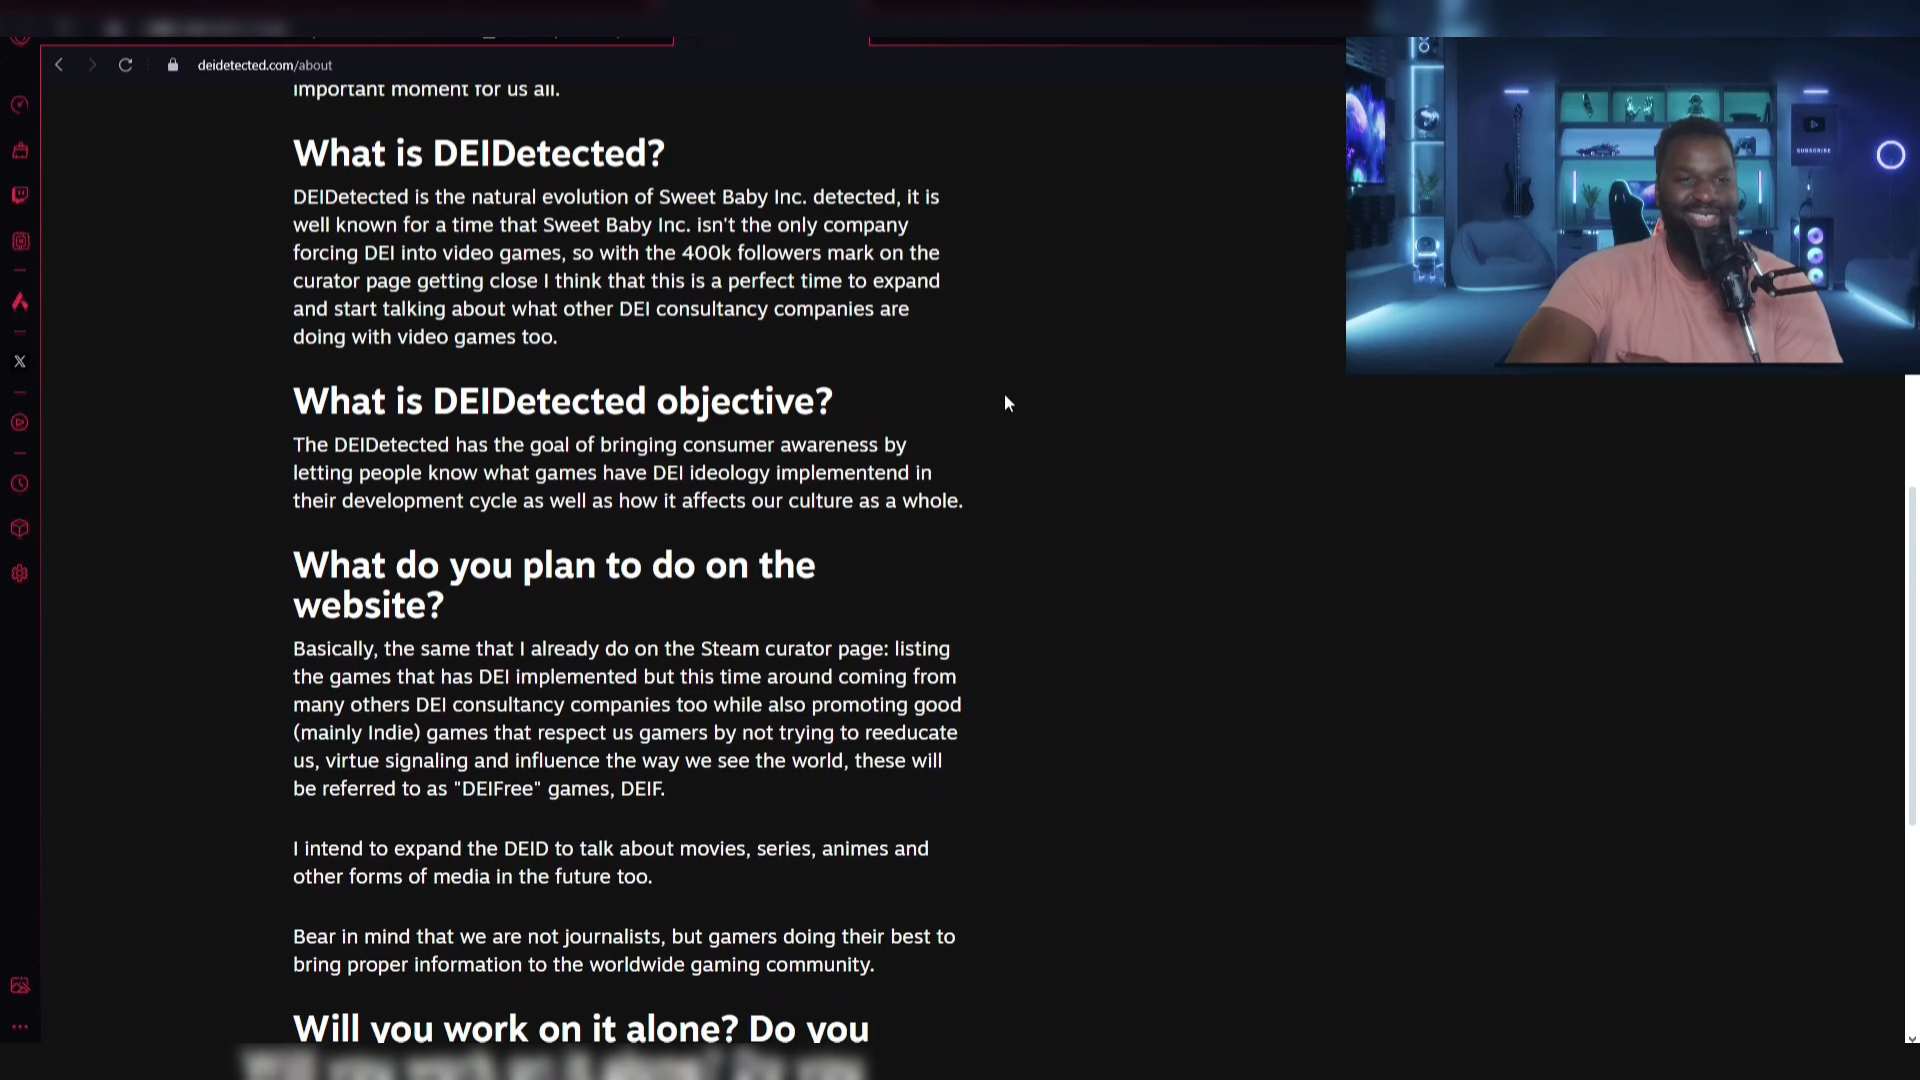 deidetected.com/about
important moment for us all.
What is DEIDetected?
DEIDetected is the natural evolution of Sweet Baby Inc. detected, it is
well known for a time that Sweet Baby Inc. isn't the only company
forcing DEI into video games, so with the 400k followers mark on the
curator page getting close I think that this is a perfect time to expand
and start talking about what other DEI consultancy companies are
doing with video games too.
What is DEIDetected objective?
The DEIDetected has the goal of bringing consumer awareness by
letting people know what games have DEI ideology implementend in
their development cycle as well as how it affects our culture as a whole.
What do you plan to do on the
website?
Basically, the same that I already do on the Steam curator page: listing
the games that has DEI implemented but this time around coming from
many others DEI consultancy companies too while also promoting good
(mainly Indie) games that respect us gamers by not trying to reeducate
us, virtue signaling and influence the way we see the world, these will
be referred to as "DEIFree" games, DEIF.
I intend to expand the DEID to talk about movies, series, animes and
other forms of media in the future too.
Bear in mind that we are not journalists, but gamers doing their best to
bring proper information to the worldwide gaming community.
Will you work on it alone? Do you
SUBSCRIBE